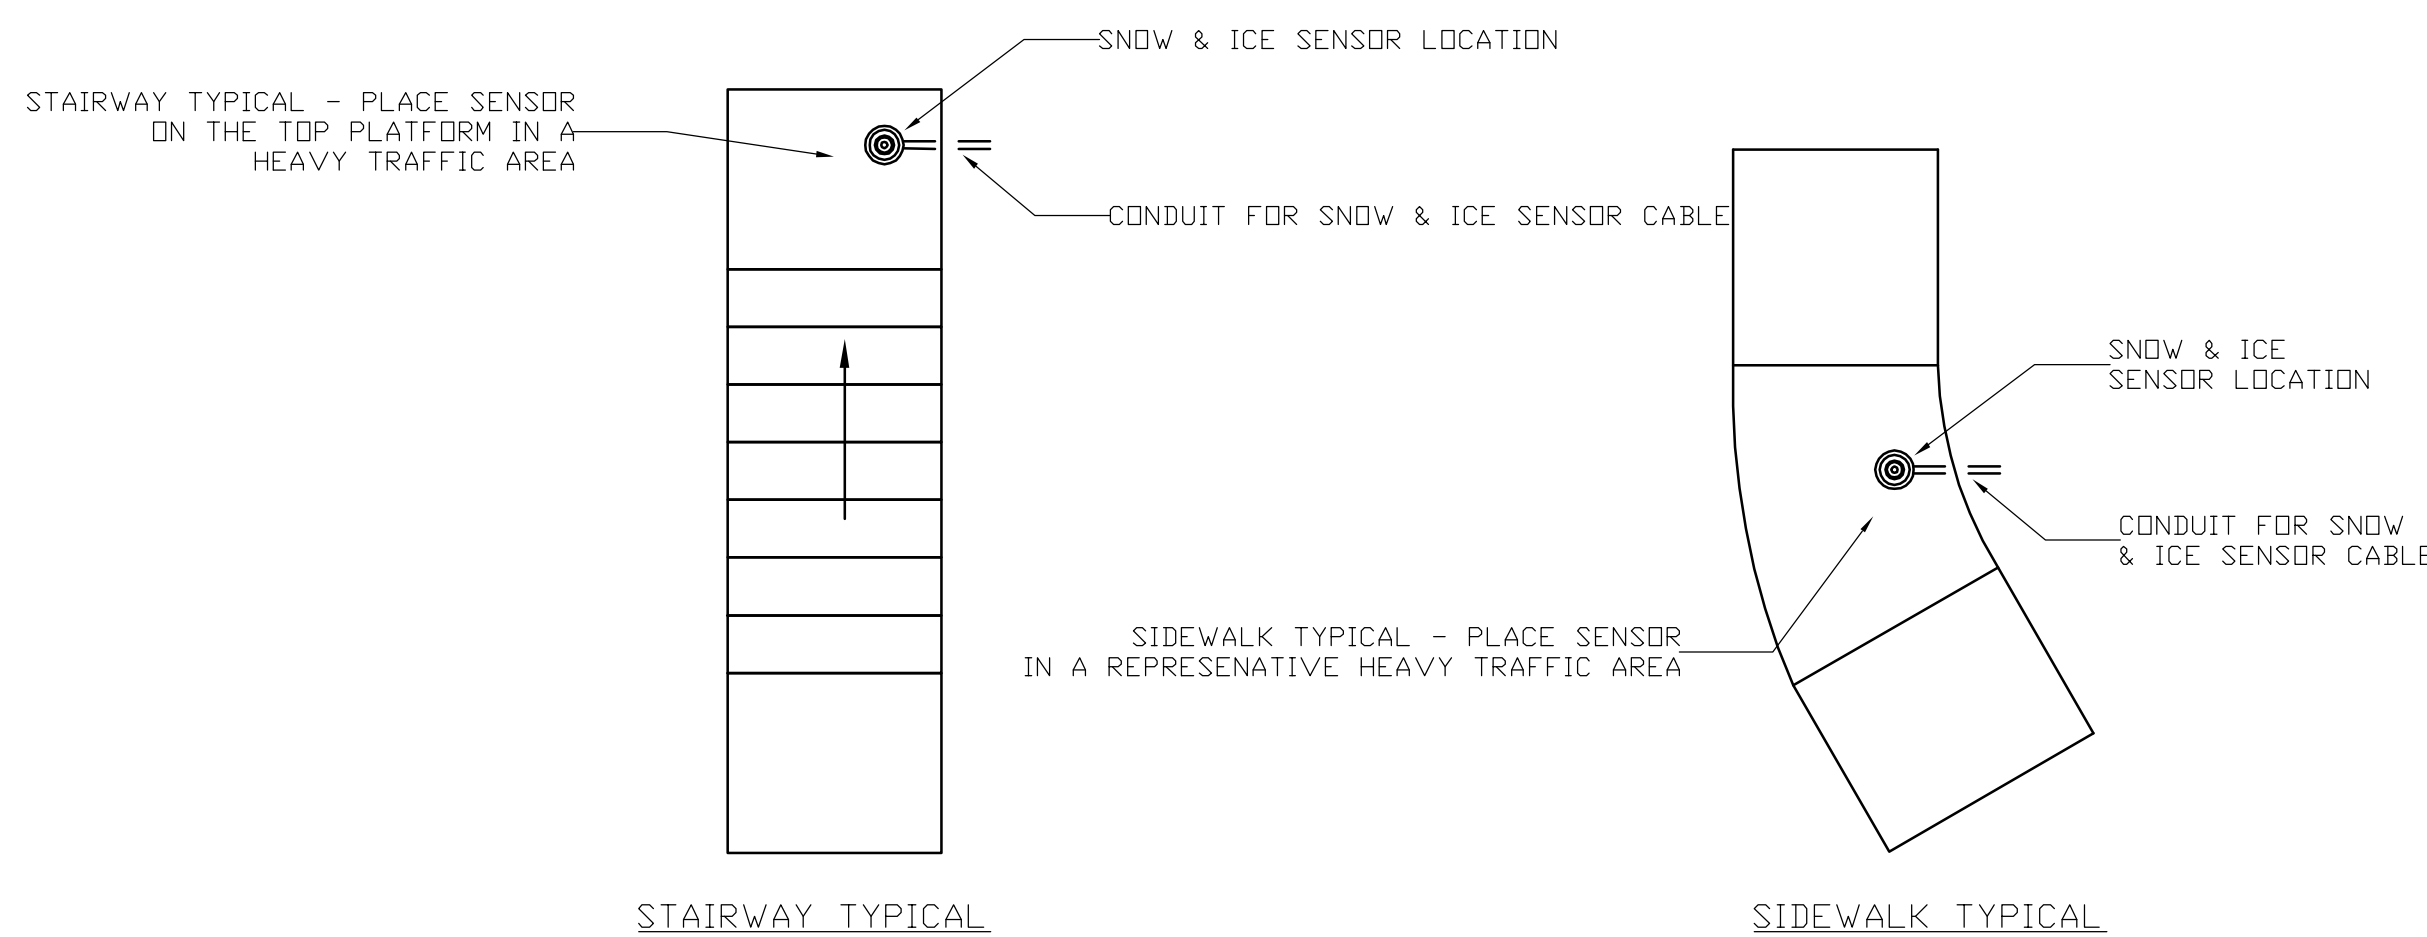 SNOW & ICE SENSOR LOCATION
STAIRWAY TYPICAL - PLACE SENSOR
ON THE TOP PLATFORM IN A
HEAVY TRAFFIC AREA
CONDUIT FOR SNOW & ICE SENSOR CABLE
SNOW & ICE
SENSOR LOCATION
CONDUIT FOR SNOW
& ICE SENSOR CABLE
SIDEWALK TYPICAL - PLACE SENSOR
IN A REPRESENATIVE HEAVY TRAFFIC AREA
STAIRWAY TYPICAL
SIDEWALK TYPICAL